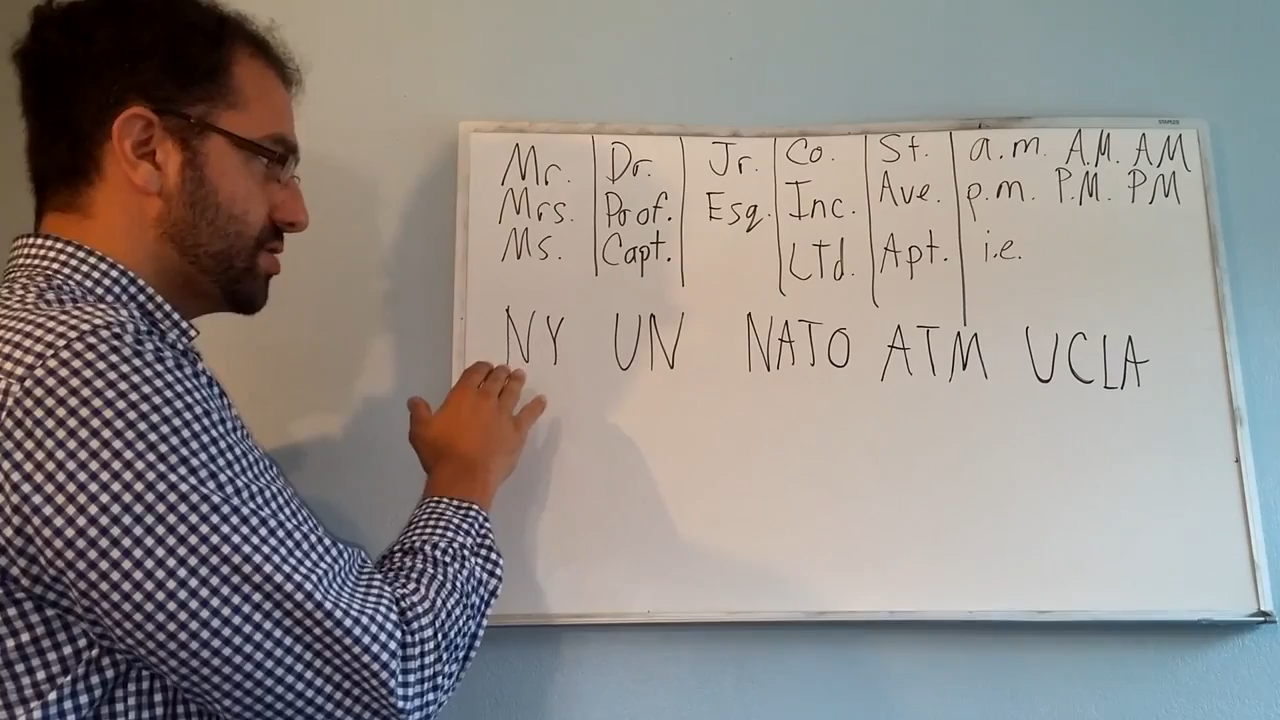 STAPLES
Mr. Dr. Jr. Co. St. a.m. A.M. AM
Mrs. Prof. Esq. Inc. Ave. p.m. P.M. PM
Ms. Capt. LTd. Apt. i.e.
NY UN NATO ATM UCLA